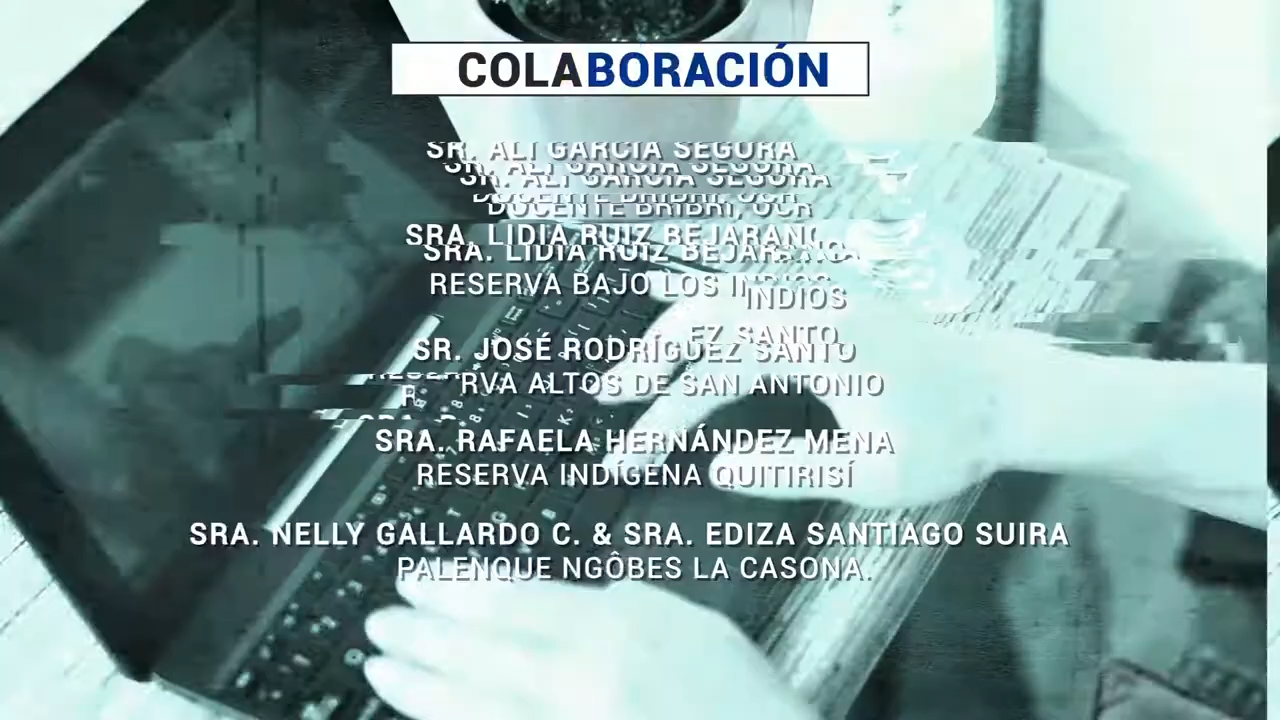 COLABORACIÓN
SR. ALI GARCÍA SEGURA
DOCENTE BRIBRI, UCR
SRA. LIDIA RUIZ BEJARANO
RESERVA BAJO LOS INDIOS
SR. JOSÉ RODRÍGUEZ SANTO
RVA ALTOS DE SAN ANTONIO
SRA. RAFAELA HERNÁNDEZ MENA
RESERVA INDÍGENA QUITIRISÍ
SRA. NELLY GALLARDO C. & SRA. EDIZA SANTIAGO SUIRA
PALENQUE NGÔBES LA CASONA.